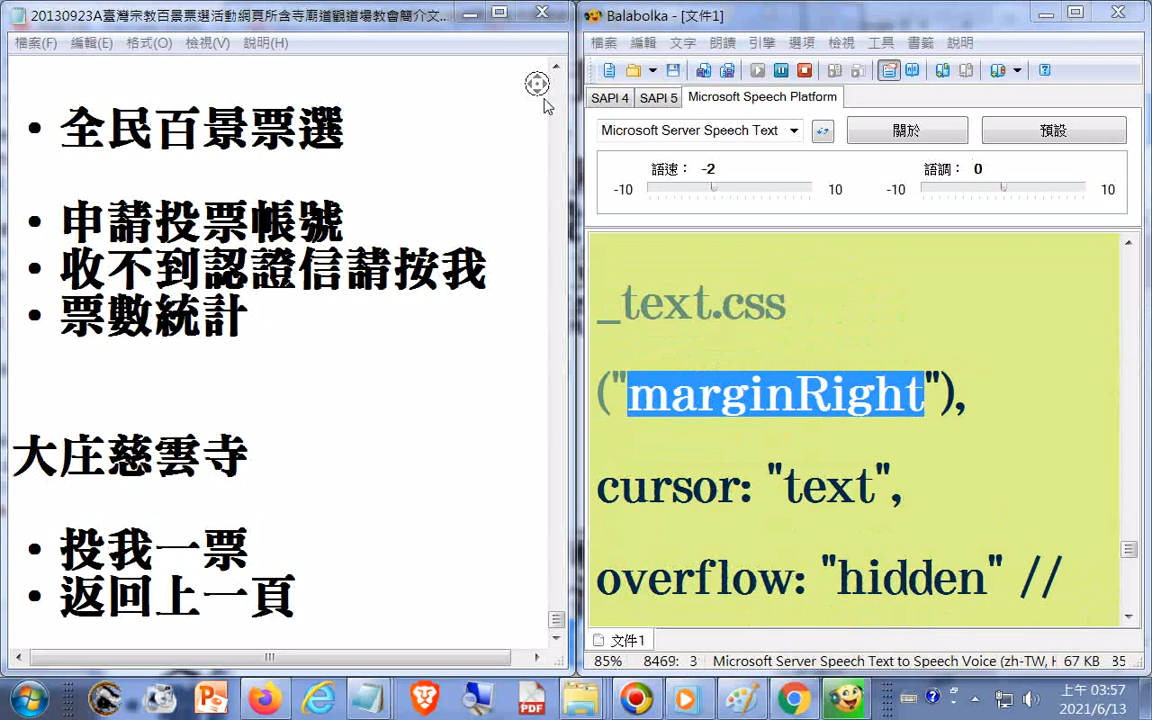 20130923A臺灣宗教百景票選活動網頁所含寺廟道觀道場教會簡介文...
檔案(F) 編輯(E) 格式(O) 檢視(V) 說明(H)
• 全民百景票選
• 申請投票帳號
• 收不到認證信請按我
• 票數統計
大庄慈雲寺
• 投我一票
• 返回上一頁
Balabolka - [文件1]
檔案 編輯 文字 朗讀 引擎 選項 檢視 工具 書籤 說明
SAPI 4 SAPI 5 Microsoft Speech Platform
Microsoft Server Speech Text 關於 預設
語速： -2 語調： 0
-10 10 -10 10
_text.css
("marginRight"),
cursor: "text",
overflow: "hidden" //
文件1
85% 8469: 3 Microsoft Server Speech Text to Speech Voice (zh-TW, H 67 KB 35
PDF
上午 03:57
2021/6/13